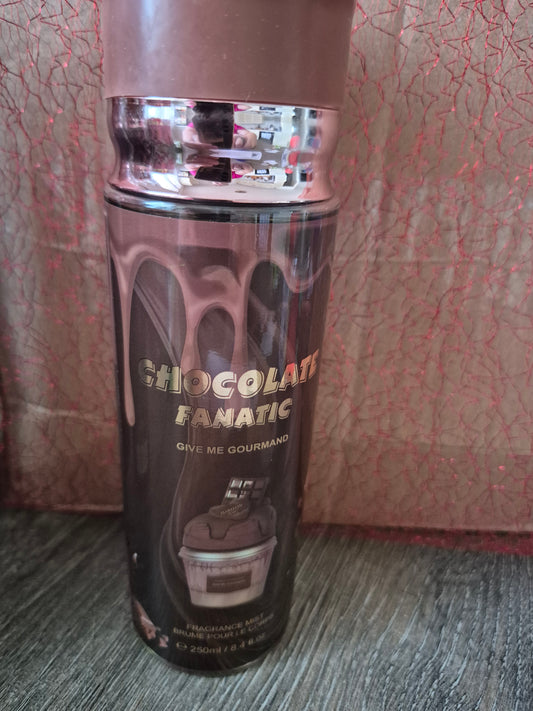 CHOCOLATE
FANATIC
GIVE ME GOURMAND
FRAGRANCE MIST
BRUME POUR LE CORPS
℮ 250ml / 8.4 fl.oz